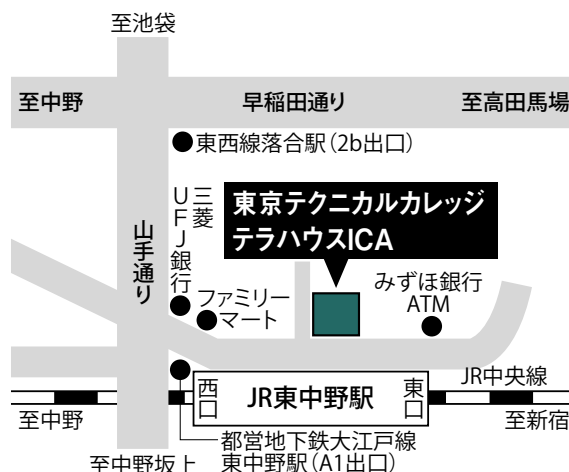 至池袋
至中野
早稲田通り
至高田馬場
東西線落合駅(2b出口)
三菱
UFJ銀行
東京テクニカルカレッジ
テラハウスICA
山手通り
ファミリー
マート
みずほ銀行
ATM
西口
JR東中野駅
東口
JR中央線
至中野
至新宿
都営地下鉄大江戸線
東中野駅(A1出口)
至中野坂上